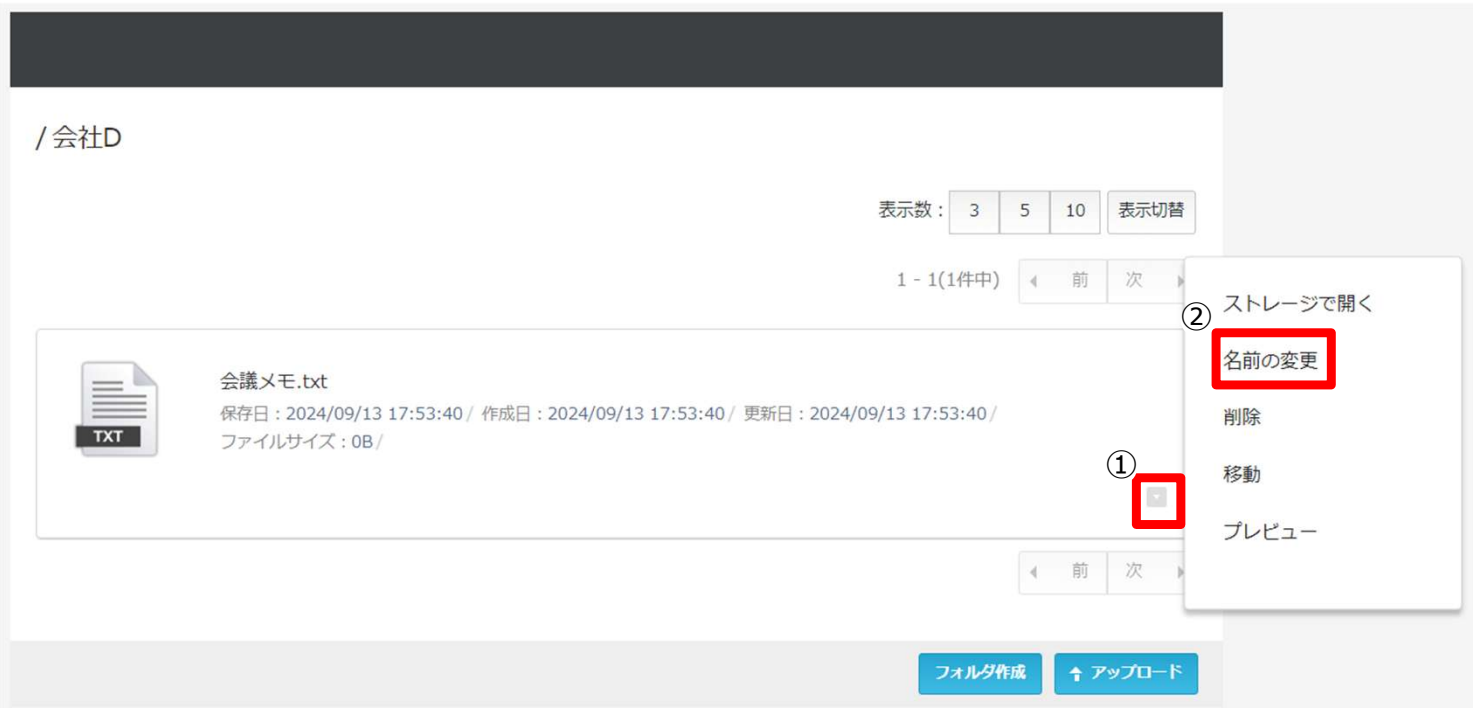 / 会社D
表示数： 3 5 10 表示切替
1 - 1(1件中) 前 次
会議メモ.txt
保存日：2024/09/13 17:53:40 / 作成日：2024/09/13 17:53:40 / 更新日：2024/09/13 17:53:40 /
ファイルサイズ：0B /
TXT
①
前 次
②
ストレージで開く
名前の変更
削除
移動
プレビュー
フォルダ作成 アップロード